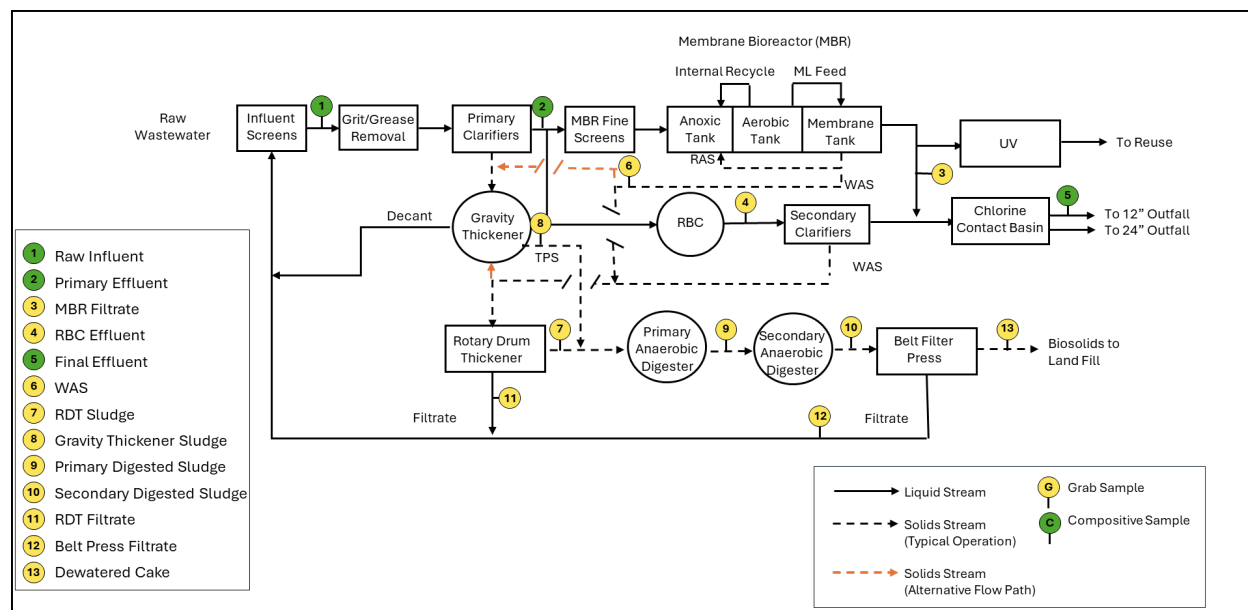 Membrane Bioreactor (MBR)
Internal Recycle
ML Feed
Raw
Wastewater
Influent
Screens
1
Grit/Grease
Removal
Primary
Clarifiers
2
MBR Fine
Screens
Anoxic
Tank
Aerobic
Tank
Membrane
Tank
UV
To Reuse
RAS
6
WAS
3
Decant
Gravity
Thickener
8
TPS
RBC
4
Secondary
Clarifiers
WAS
Chlorine
Contact Basin
5
To 12” Outfall
To 24” Outfall
1 Raw Influent
2 Primary Effluent
3 MBR Filtrate
4 RBC Effluent
5 Final Effluent
6 WAS
7 RDT Sludge
8 Gravity Thickener Sludge
9 Primary Digested Sludge
10 Secondary Digested Sludge
11 RDT Filtrate
12 Belt Press Filtrate
13 Dewatered Cake
Rotary Drum
Thickener
7
Primary
Anaerobic
Digester
9
Secondary
Anaerobic
Digester
10
Belt Filter
Press
13
Biosolids to
Land Fill
11
Filtrate
12
Filtrate
Liquid Stream
Solids Stream
(Typical Operation)
Solids Stream
(Alternative Flow Path)
G Grab Sample
C Compositive Sample